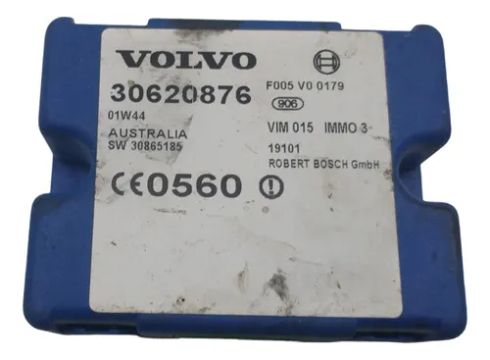 VOLVO
30620876
F005 V0 0179
906
01W44
AUSTRALIA
SW 30865185
VIM 015 IMMO 3
19101
ROBERT BOSCH GmbH
CE0560